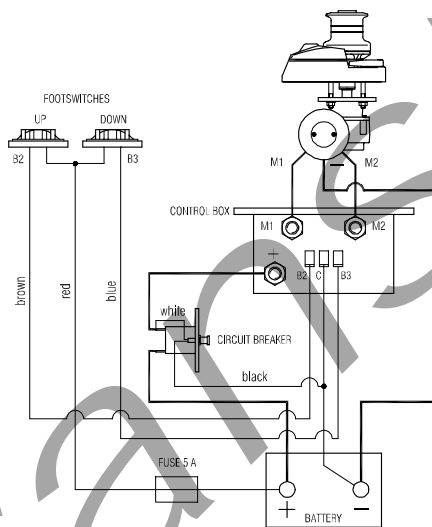 FOOTSWITCHES
UP DOWN
B2 B3
M1 M2
CONTROL BOX
M1 M2
+
B2 C B3
brown
red
blue
white
CIRCUIT BREAKER
black
FUSE 5 A
+ −
BATTERY